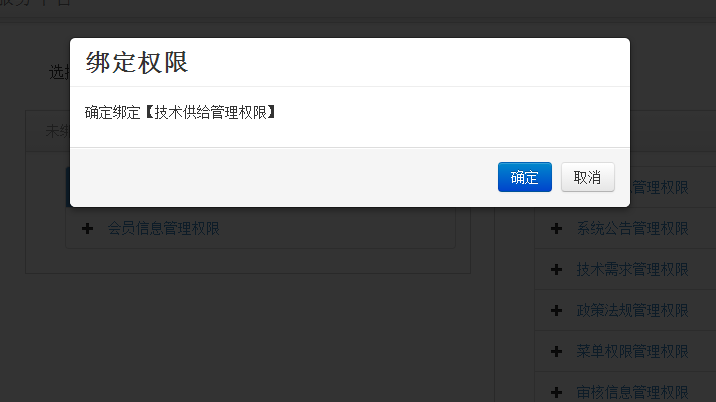 绑定权限
确定绑定【技术供给管理权限】
确定
取消
会员信息管理权限
管理权限
系统公告管理权限
技术需求管理权限
政策法规管理权限
菜单权限管理权限
审核信息管理权限